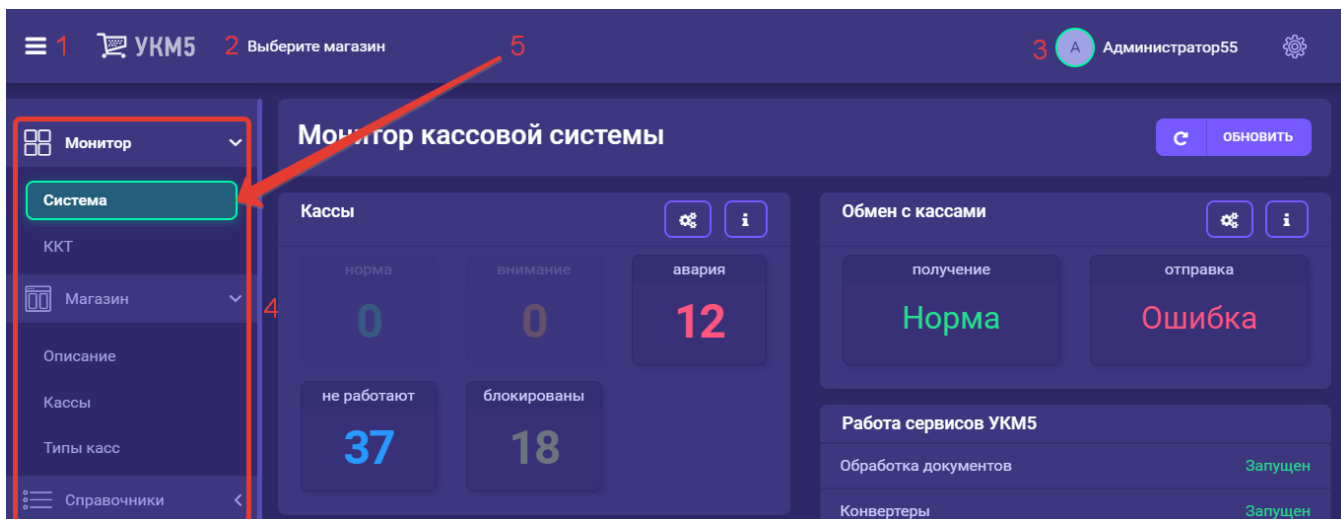 1 УКМ5 2 Выберите магазин 5 3 А Администратор55
Монитор
Система
ККТ
Магазин
4
Описание
Кассы
Типы касс
Справочники
Монитор кассовой системы
ОБНОВИТЬ
Кассы
i
норма
0
внимание
0
авария
12
не работают
37
блокированы
18
Обмен с кассами
i
получение
Норма
отправка
Ошибка
Работа сервисов УКМ5
Обработка документов Запущен
Конвертеры Запущен